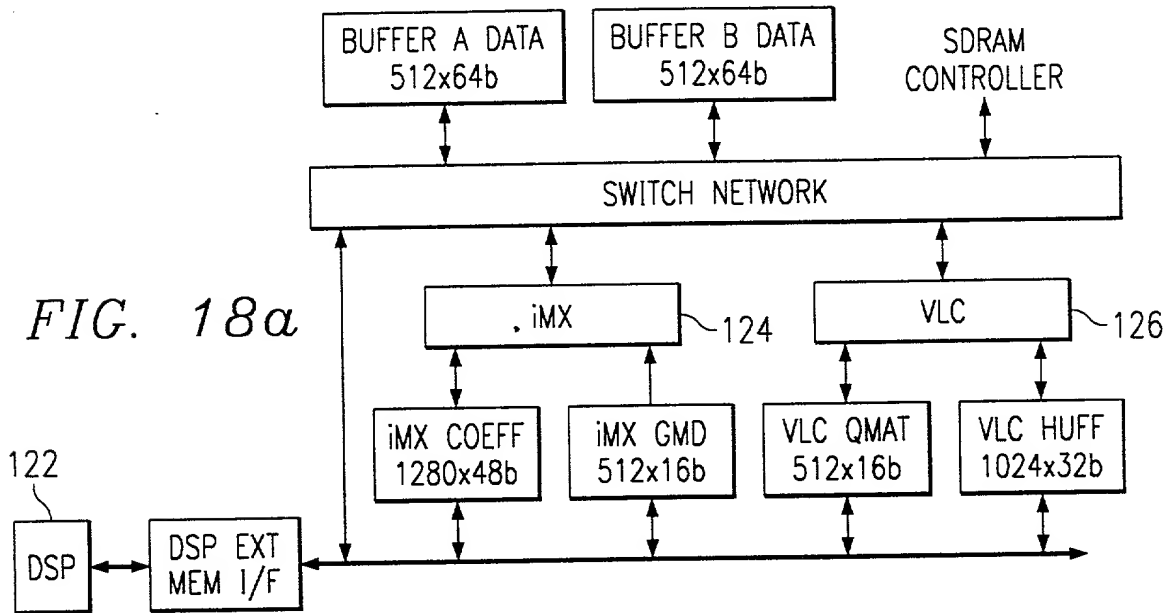 BUFFER A DATA
512x64b
BUFFER B DATA
512x64b
SDRAM
CONTROLLER
SWITCH NETWORK
FIG. 18a
iMX
124
VLC
126
iMX COEFF
1280x48b
iMX GMD
512x16b
VLC QMAT
512x16b
VLC HUFF
1024x32b
122
DSP
DSP EXT
MEM I/F